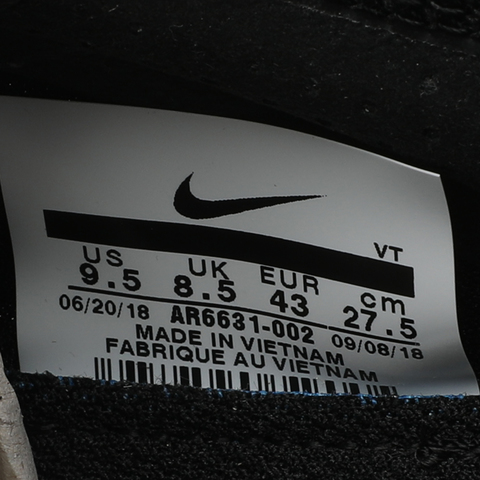 VT
US UK EUR cm
9.5 8.5 43 27.5
06/20/18 AR6631-002 09/08/18
MADE IN VIETNAM
FABRIQUE AU VIETNAM